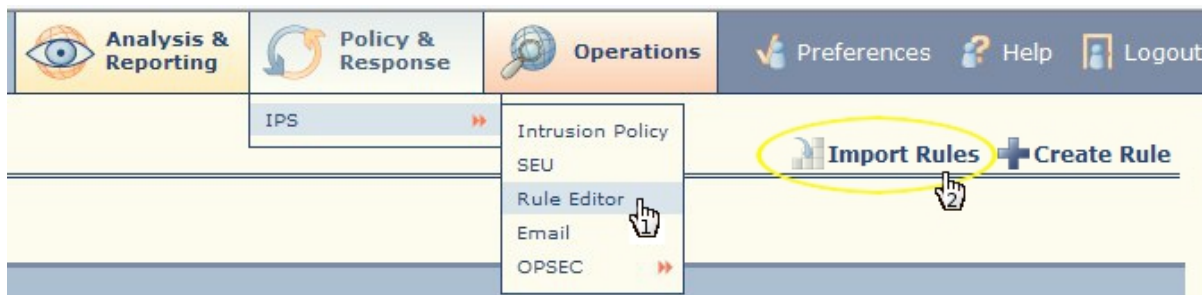 Analysis & Reporting
Policy & Response
Operations
Preferences
Help
Logout
IPS
Intrusion Policy
SEU
Rule Editor
Email
OPSEC
1
Import Rules
Create Rule
2